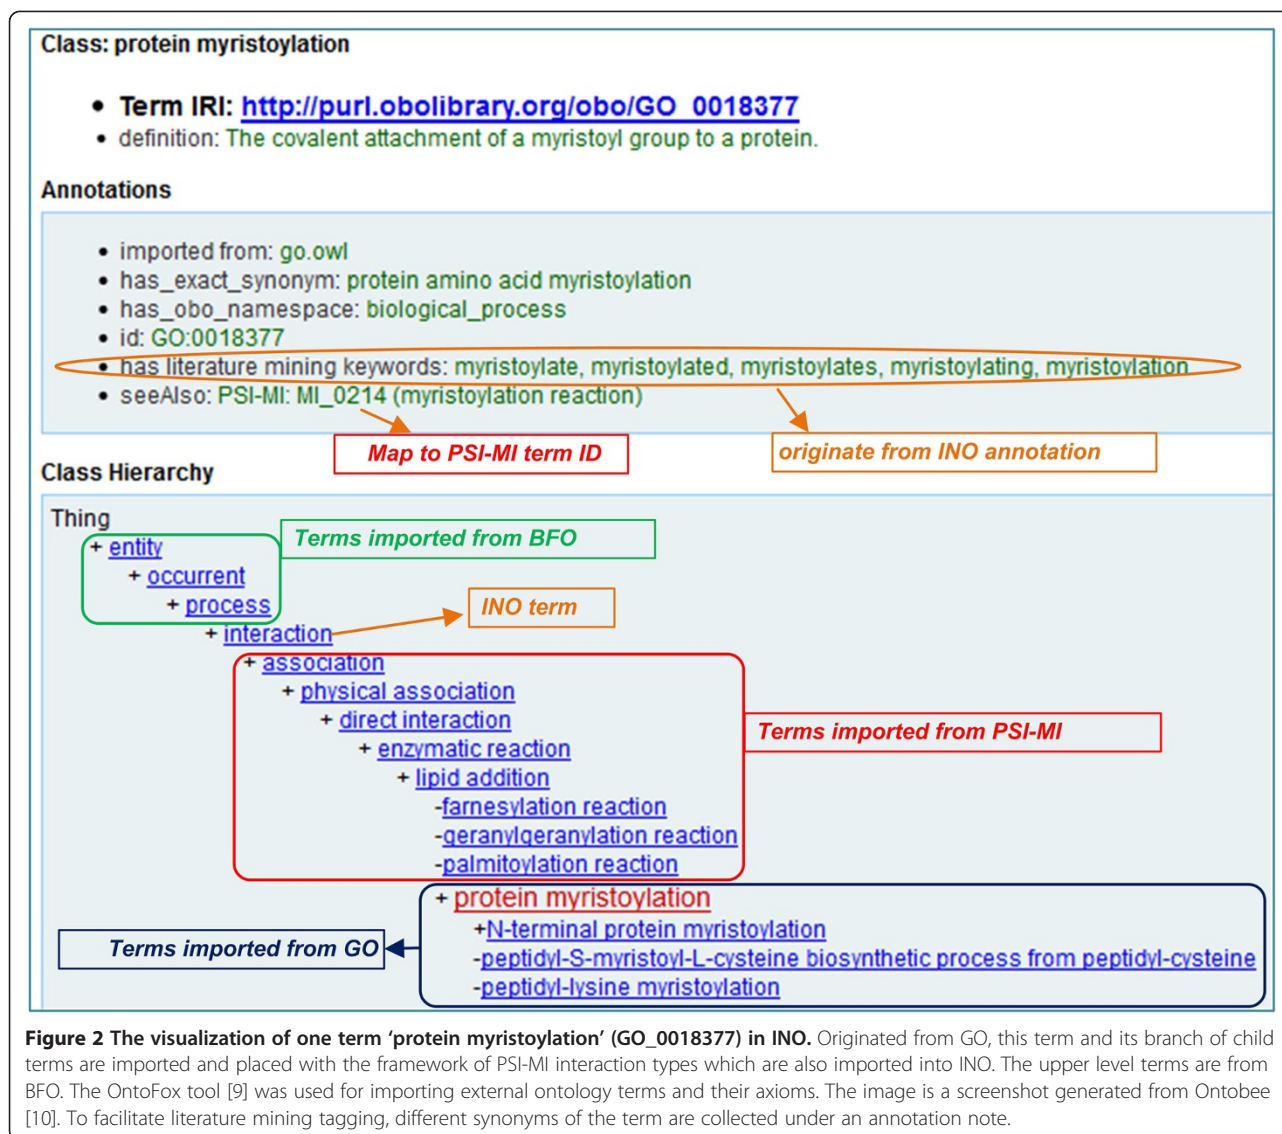 Class: protein myristoylation
• Term IRI: http://purl.obolibrary.org/obo/GO_0018377
• definition: The covalent attachment of a myristoyl group to a protein.
Annotations
• imported from: go.owl
• has_exact_synonym: protein amino acid myristoylation
• has_obo_namespace: biological_process
• id: GO:0018377
• has literature mining keywords: myristoylate, myristoylated, myristoylates, myristoylating, myristoylation
• seeAlso: PSI-MI: MI_0214 (myristoylation reaction)
Map to PSI-MI term ID
originate from INO annotation
Class Hierarchy
Thing
+ entity
Terms imported from BFO
+ occurrent
+ process
INO term
+ interaction
+ association
+ physical association
+ direct interaction
Terms imported from PSI-MI
+ enzymatic reaction
+ lipid addition
-farnesylation reaction
-geranylgeranylation reaction
-palmitoylation reaction
+ protein myristoylation
+N-terminal protein myristoylation
Terms imported from GO
-peptidyl-S-myristoyl-L-cysteine biosynthetic process from peptidyl-cysteine
-peptidyl-lysine myristoylation
Figure 2 The visualization of one term ‘protein myristoylation’ (GO_0018377) in INO. Originated from GO, this term and its branch of child
terms are imported and placed with the framework of PSI-MI interaction types which are also imported into INO. The upper level terms are from
BFO. The OntoFox tool [9] was used for importing external ontology terms and their axioms. The image is a screenshot generated from Ontobee
[10]. To facilitate literature mining tagging, different synonyms of the term are collected under an annotation note.